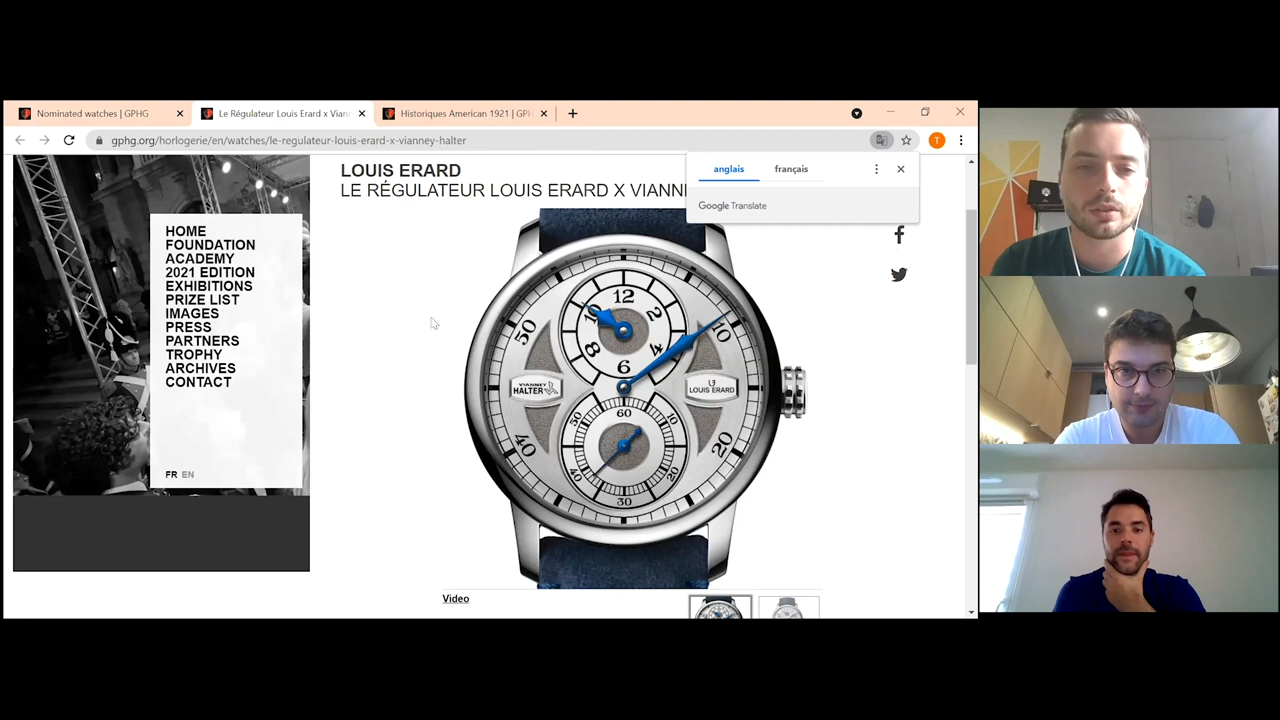 Nominated watches | GPHG
Le Régulateur Louis Erard x Vian
Historiques American 1921 | GPH
gphg.org/horlogerie/en/watches/le-regulateur-louis-erard-x-vianney-halter
T
anglais
français
Google Translate
LOUIS ERARD
LE RÉGULATEUR LOUIS ERARD X VIANN
HOME
FOUNDATION
ACADEMY
2021 EDITION
EXHIBITIONS
PRIZE LIST
IMAGES
PRESS
PARTNERS
TROPHY
ARCHIVES
CONTACT
FR EN
12
2
4
6
8
10
10
20
40
50
VIANNEY
HALTER
LOUIS ERARD
60
10
20
30
40
50
Video